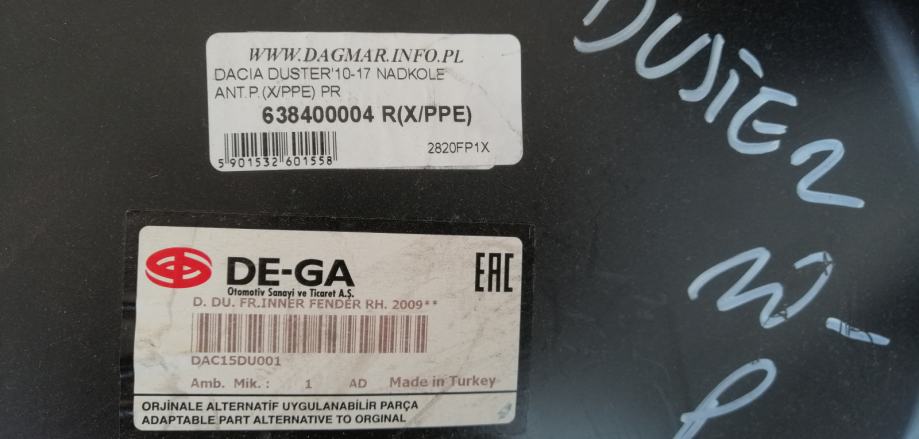 WWW.DAGMAR.INFO.PL
DACIA DUSTER'10-17 NADKOLE
ANT.P.(X/PPE) PR
638400004 R(X/PPE)
5 901532 601558
2820FP1X
DE-GA
Otomotiv Sanayi ve Ticaret A.Ş.
EAC
D. DU. FR.INNER FENDER RH. 2009**
DAC15DU001
Amb. Mik.: 1 AD Made in Turkey
ORJİNALE ALTERNATİF UYGULANABİLİR PARÇA
ADAPTABLE PART ALTERNATIVE TO ORGINAL
DUSTER